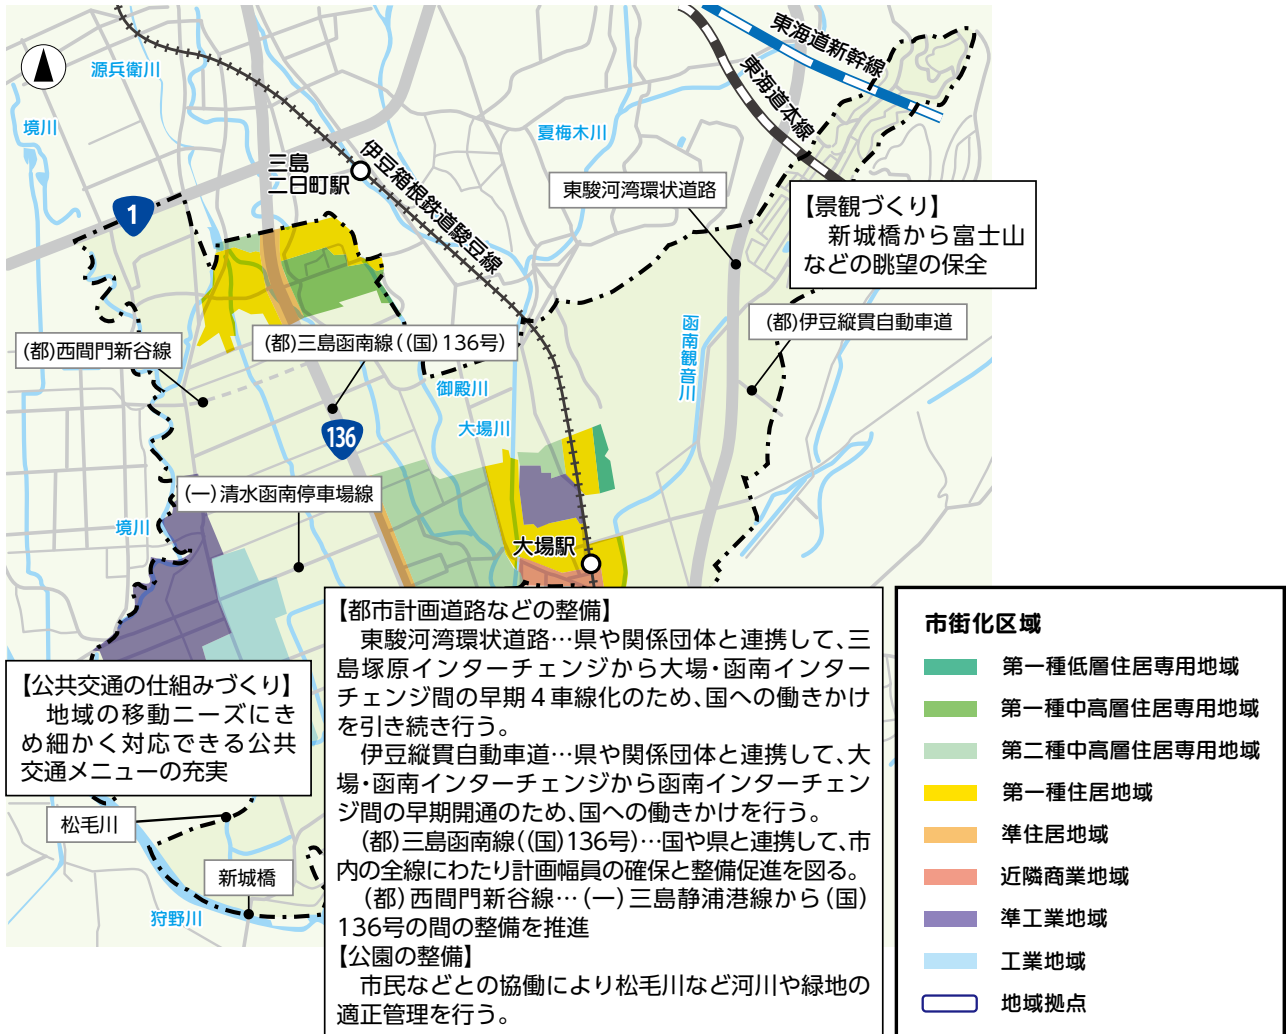 東海道新幹線
源兵衛川
東海道本線
境川
夏梅木川
三島
二日町駅
伊豆箱根鉄道駿豆線
東駿河湾環状道路
1
【景観づくり】
新城橋から富士山
などの眺望の保全
(都)伊豆縦貫自動車道
(都)西間門新谷線
(都)三島函南線((国)136号)
函南観音川
御殿川
大場川
136
(一)清水函南停車場線
境川
大場駅
【都市計画道路などの整備】
東駿河湾環状道路…県や関係団体と連携して、三
島塚原インターチェンジから大場・函南インター
チェンジ間の早期4車線化のため、国への働きかけ
を引き続き行う。
伊豆縦貫自動車道…県や関係団体と連携して、大
場・函南インターチェンジから函南インターチェン
ジ間の早期開通のため、国への働きかけを行う。
(都)三島函南線((国)136号)…国や県と連携して、市
内の全線にわたり計画幅員の確保と整備促進を図る。
(都)西間門新谷線…(一)三島静浦港線から(国)
136号の間の整備を推進
【公園の整備】
市民などとの協働により松毛川など河川や緑地の
適正管理を行う。
【公共交通の仕組みづくり】
地域の移動ニーズにき
め細かく対応できる公共
交通メニューの充実
松毛川
新城橋
狩野川
市街化区域
第一種低層住居専用地域
第一種中高層住居専用地域
第二種中高層住居専用地域
第一種住居地域
準住居地域
近隣商業地域
準工業地域
工業地域
地域拠点